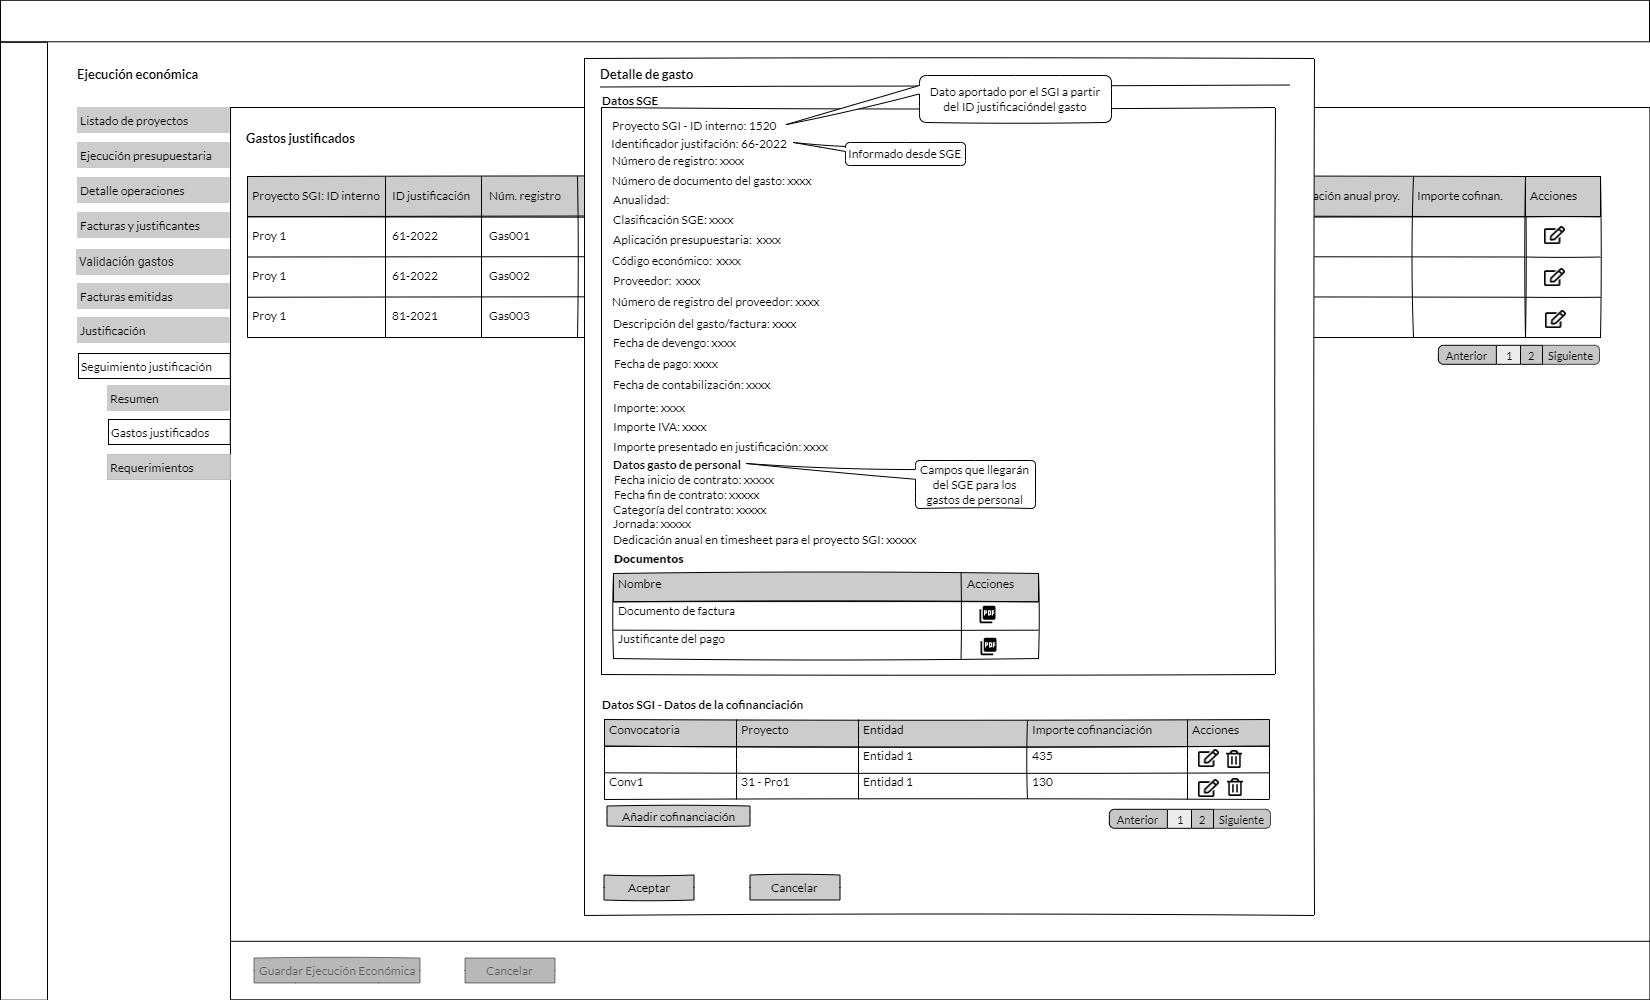 Ejecución económica
Listado de proyectos
Ejecución presupuestaria
Detalle operaciones
Facturas y justificantes
Validación gastos
Facturas emitidas
Justificación
Seguimiento justificación
Resumen
Gastos justificados
Requerimientos
Gastos justificados
Proyecto SGI: ID interno ID justificación Núm. registro
Proy 1 61-2022 Gas001
Proy 1 61-2022 Gas002
Proy 1 81-2021 Gas003
ación anual proy. Importe cofinan. Acciones
Anterior 1 2 Siguiente
Detalle de gasto
Datos SGE
Dato aportado por el SGI a partir
del ID justificacióndel gasto
Proyecto SGI - ID interno: 1520
Identificador justifación: 66-2022
Informado desde SGE
Número de registro: xxxx
Número de documento del gasto: xxxx
Anualidad:
Clasificación SGE: xxxx
Aplicación presupuestaria: xxxx
Código económico: xxxx
Proveedor: xxxx
Número de registro del proveedor: xxxx
Descripción del gasto/factura: xxxx
Fecha de devengo: xxxx
Fecha de pago: xxxx
Fecha de contabilización: xxxx
Importe: xxxx
Importe IVA: xxxx
Importe presentado en justificación: xxxx
Datos gasto de personal
Campos que llegarán
del SGE para los
gastos de personal
Fecha inicio de contrato: xxxxx
Fecha fin de contrato: xxxxx
Categoría del contrato: xxxxx
Jornada: xxxxx
Dedicación anual en timesheet para el proyecto SGI: xxxxx
Documentos
Nombre Acciones
Documento de factura PDF
Justificante del pago PDF
Datos SGI - Datos de la cofinanciación
Convocatoria Proyecto Entidad Importe cofinanciación Acciones
Entidad 1 435
Conv1 31 - Pro1 Entidad 1 130
Añadir cofinanciación
Anterior 1 2 Siguiente
Aceptar Cancelar
Guardar Ejecución Económica Cancelar